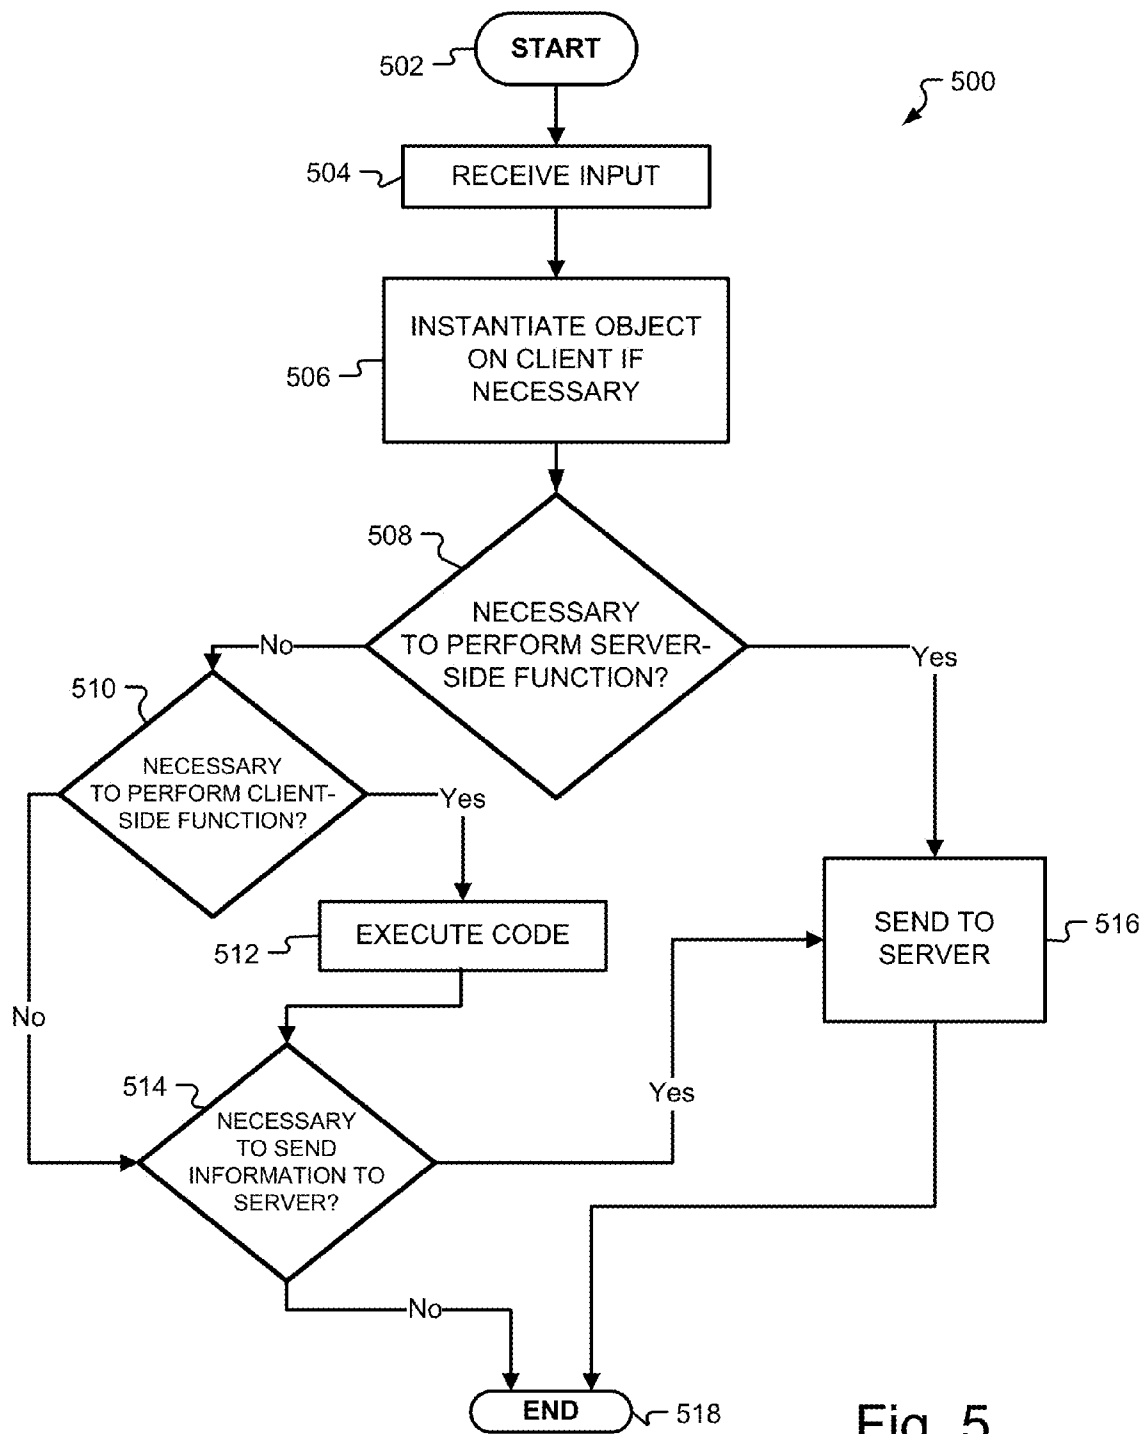 START
502
500
504
RECEIVE INPUT
INSTANTIATE OBJECT
ON CLIENT IF
NECESSARY
506
508
NECESSARY
TO PERFORM SERVER-
SIDE FUNCTION?
No
Yes
510
NECESSARY
TO PERFORM CLIENT-
SIDE FUNCTION?
Yes
No
512
EXECUTE CODE
SEND TO
SERVER
516
514
NECESSARY
TO SEND
INFORMATION TO
SERVER?
Yes
No
END
518
Fig. 5